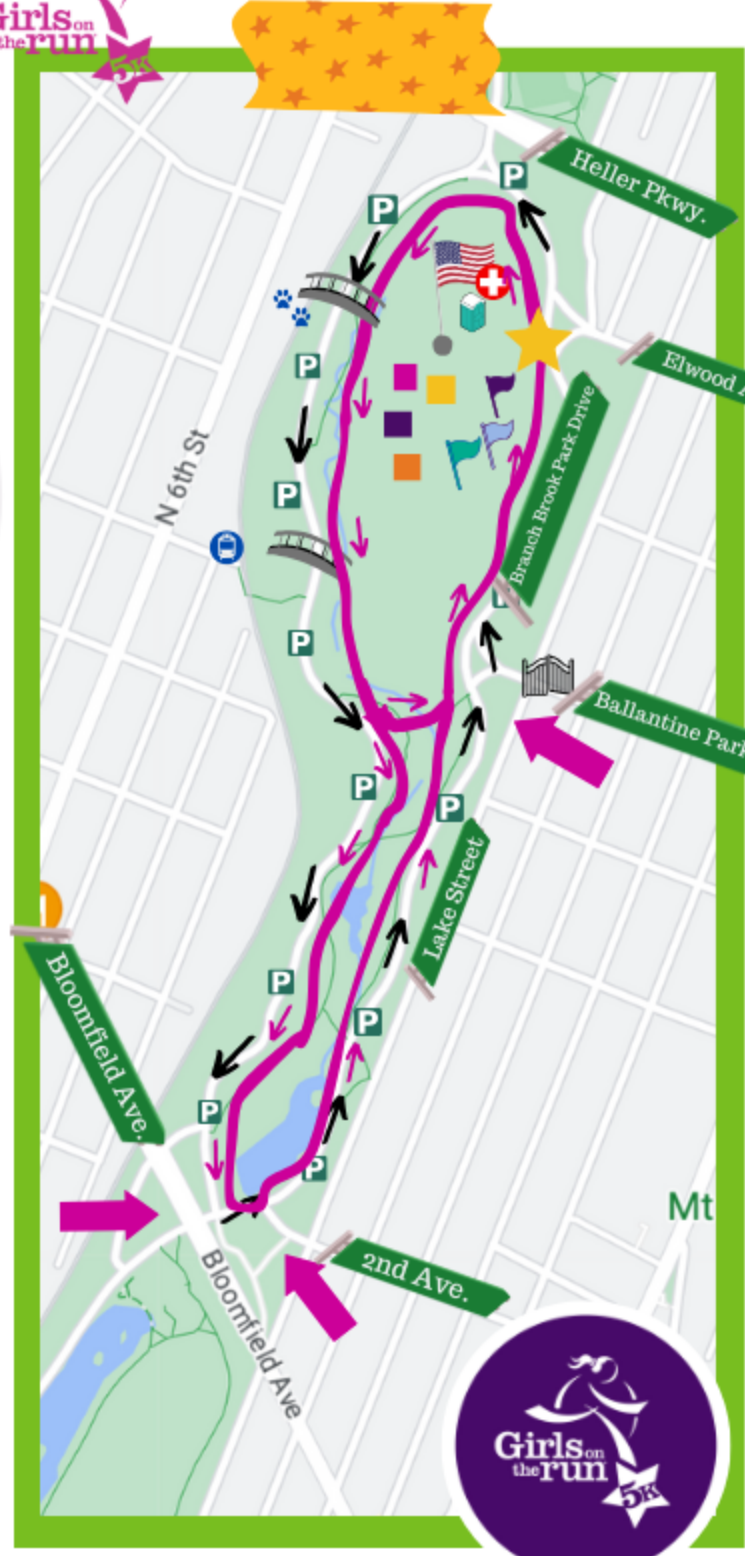 Girls on
the run
5K
Heller Pkwy.
P
P
Elwood A
P
Branch Brook Park Drive
N 6th St
P
P
Ballantine Park
P
P
Lake Street
Bloomfield Ave.
P
P
P
P
Mt
2nd Ave.
Bloomfield Ave
Girls on
the run
5K